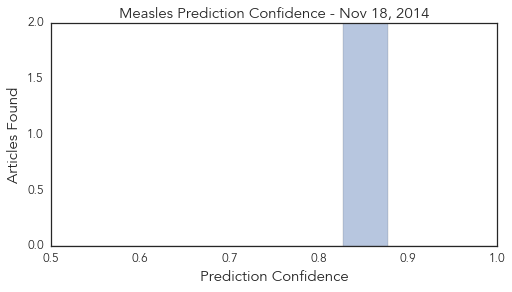 Measles Prediction Confidence - Nov 18, 2014
2.0
1.5
1.0
0.5
0.0
Articles Found
0.5 0.6 0.7 0.8 0.9 1.0
Prediction Confidence